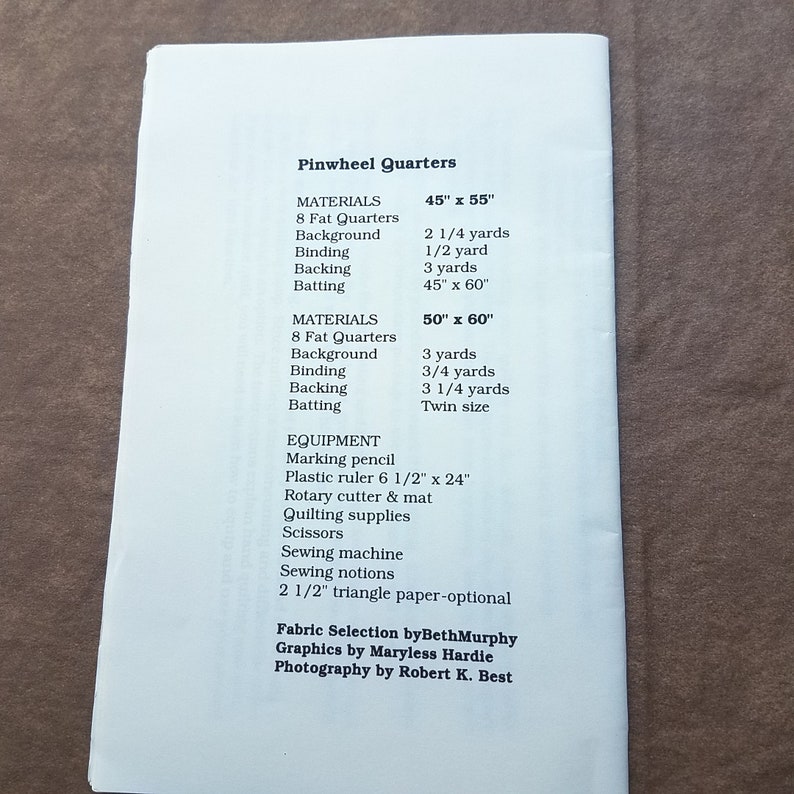 Pinwheel Quarters
MATERIALS 45" x 55"
8 Fat Quarters
Background 2 1/4 yards
Binding 1/2 yard
Backing 3 yards
Batting 45" x 60"
MATERIALS 50" x 60"
8 Fat Quarters
Background 3 yards
Binding 3/4 yards
Backing 3 1/4 yards
Batting Twin size
EQUIPMENT
Marking pencil
Plastic ruler 6 1/2" x 24"
Rotary cutter & mat
Quilting supplies
Scissors
Sewing machine
Sewing notions
2 1/2" triangle paper-optional
Fabric Selection byBethMurphy
Graphics by Maryless Hardie
Photography by Robert K. Best